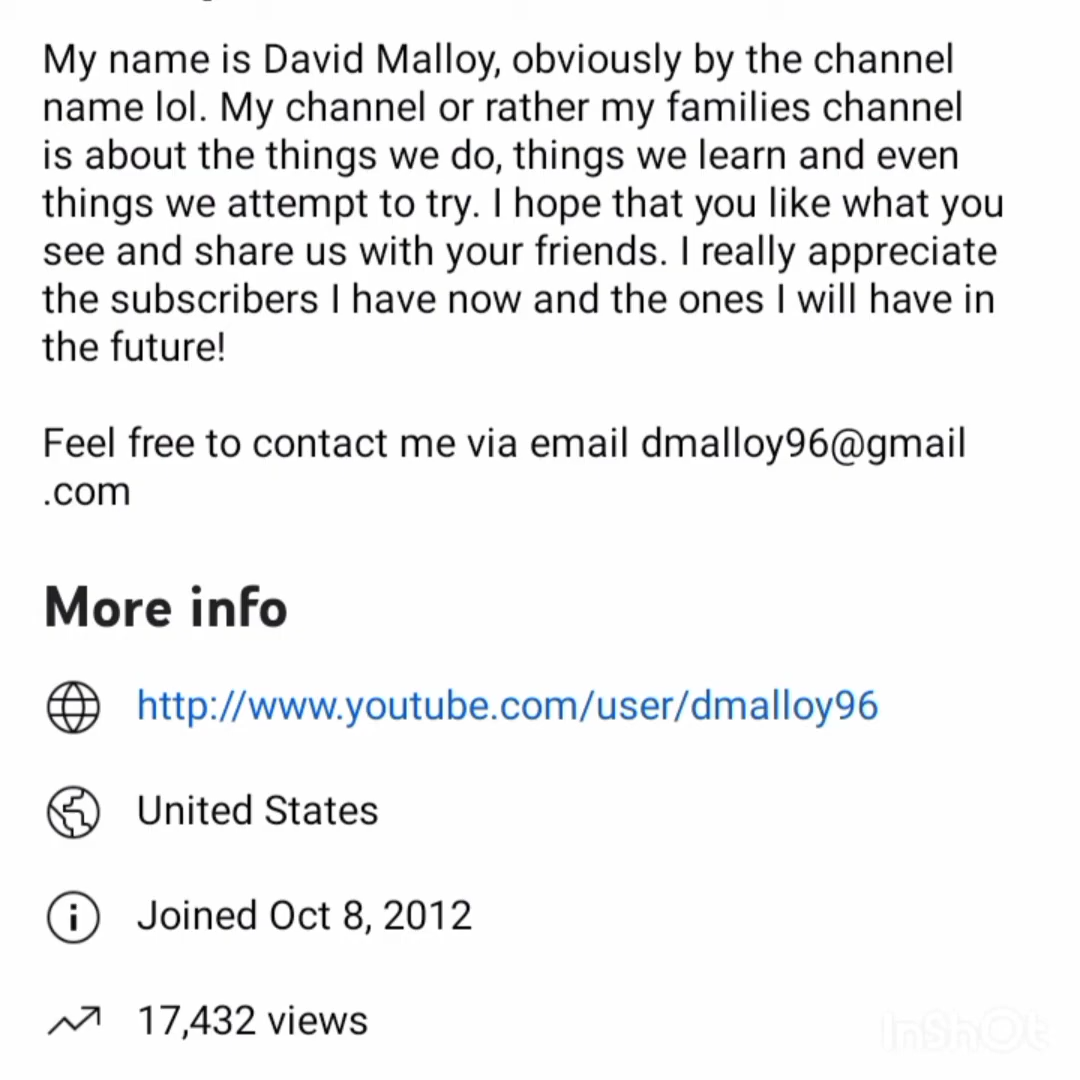 My name is David Malloy, obviously by the channel
name lol. My channel or rather my families channel
is about the things we do, things we learn and even
things we attempt to try. I hope that you like what you
see and share us with your friends. I really appreciate
the subscribers I have now and the ones I will have in
the future!
Feel free to contact me via email dmalloy96@gmail
.com
More info
http://www.youtube.com/user/dmalloy96
United States
Joined Oct 8, 2012
17,432 views
InShOt